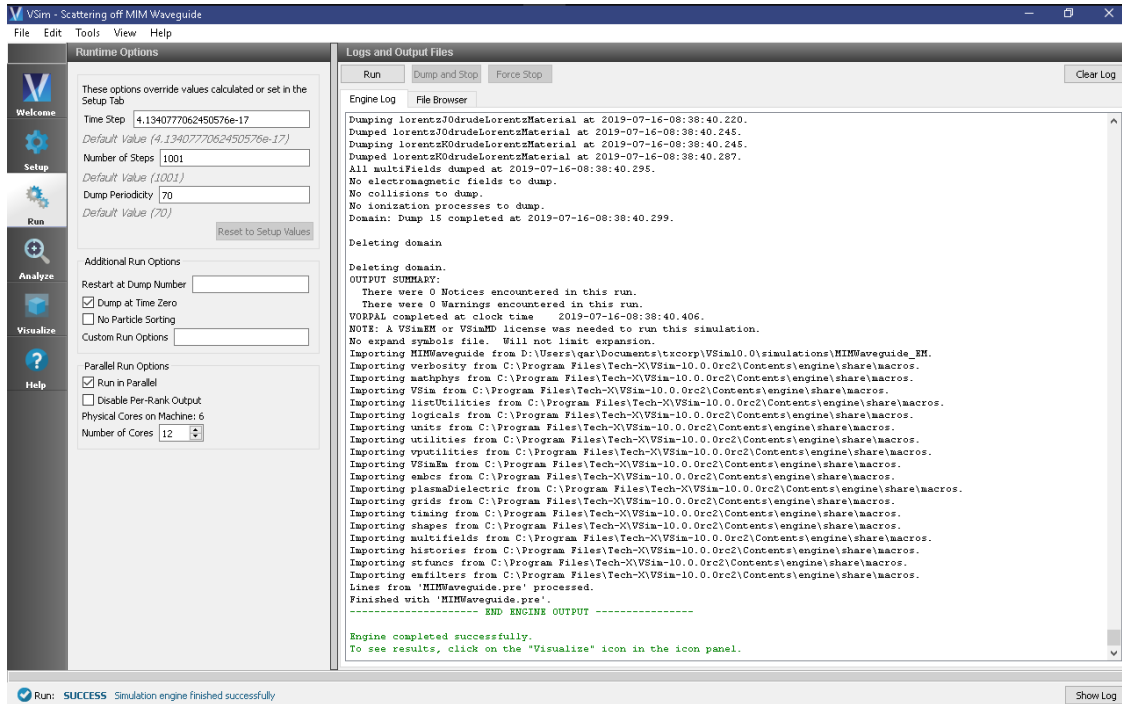 VSim - Scattering off MIM Waveguide
File Edit Tools View Help
Welcome
Setup
Run
Analyze
Visualize
Help
Runtime Options
These options override values calculated or set in the
Setup Tab
Time Step 4.1340777062450576e-17
Default Value (4.1340777062450576e-17)
Number of Steps 1001
Default Value (1001)
Dump Periodicity 70
Default Value (70)
Reset to Setup Values
Additional Run Options
Restart at Dump Number
Dump at Time Zero
No Particle Sorting
Custom Run Options
Parallel Run Options
Run in Parallel
Disable Per-Rank Output
Physical Cores on Machine: 6
Number of Cores 12
Logs and Output Files
Run Dump and Stop Force Stop Clear Log
Engine Log File Browser
Dumping lorentzJ0drudeLorentzMaterial at 2019-07-16-08:38:40.220.
Dumped lorentzJ0drudeLorentzMaterial at 2019-07-16-08:38:40.245.
Dumping lorentzK0drudeLorentzMaterial at 2019-07-16-08:38:40.245.
Dumped lorentzK0drudeLorentzMaterial at 2019-07-16-08:38:40.287.
All multiFields dumped at 2019-07-16-08:38:40.295.
No electromagnetic fields to dump.
No collisions to dump.
No ionization processes to dump.
Domain: Dump 15 completed at 2019-07-16-08:38:40.299.
Deleting domain
Deleting domain.
OUTPUT SUMMARY:
There were 0 Notices encountered in this run.
There were 0 Warnings encountered in this run.
VORPAL completed at clock time 2019-07-16-08:38:40.406.
NOTE: A VSimEM or VSimMD license was needed to run this simulation.
No expand symbols file. Will not limit expansion.
Importing MIMWaveguide from D:\Users\qar\Documents\txcorp\VSim10.0\simulations\MIMWaveguide_EM.
Importing verbosity from C:\Program Files\Tech-X\VSim-10.0.0rc2\Contents\engine\share\macros.
Importing mathphys from C:\Program Files\Tech-X\VSim-10.0.0rc2\Contents\engine\share\macros.
Importing VSim from C:\Program Files\Tech-X\VSim-10.0.0rc2\Contents\engine\share\macros.
Importing listUtilities from C:\Program Files\Tech-X\VSim-10.0.0rc2\Contents\engine\share\macros.
Importing logicals from C:\Program Files\Tech-X\VSim-10.0.0rc2\Contents\engine\share\macros.
Importing units from C:\Program Files\Tech-X\VSim-10.0.0rc2\Contents\engine\share\macros.
Importing utilities from C:\Program Files\Tech-X\VSim-10.0.0rc2\Contents\engine\share\macros.
Importing vputilities from C:\Program Files\Tech-X\VSim-10.0.0rc2\Contents\engine\share\macros.
Importing VSimEm from C:\Program Files\Tech-X\VSim-10.0.0rc2\Contents\engine\share\macros.
Importing embcs from C:\Program Files\Tech-X\VSim-10.0.0rc2\Contents\engine\share\macros.
Importing plasmaDielectric from C:\Program Files\Tech-X\VSim-10.0.0rc2\Contents\engine\share\macros.
Importing grids from C:\Program Files\Tech-X\VSim-10.0.0rc2\Contents\engine\share\macros.
Importing timing from C:\Program Files\Tech-X\VSim-10.0.0rc2\Contents\engine\share\macros.
Importing shapes from C:\Program Files\Tech-X\VSim-10.0.0rc2\Contents\engine\share\macros.
Importing multifields from C:\Program Files\Tech-X\VSim-10.0.0rc2\Contents\engine\share\macros.
Importing histories from C:\Program Files\Tech-X\VSim-10.0.0rc2\Contents\engine\share\macros.
Importing stfuncs from C:\Program Files\Tech-X\VSim-10.0.0rc2\Contents\engine\share\macros.
Importing emfilters from C:\Program Files\Tech-X\VSim-10.0.0rc2\Contents\engine\share\macros.
Lines from 'MIMWaveguide.pre' processed.
Finished with 'MIMWaveguide.pre'.
--------------------- END ENGINE OUTPUT ----------------
Engine completed successfully.
To see results, click on the "Visualize" icon in the icon panel.
Run: SUCCESS Simulation engine finished successfully Show Log